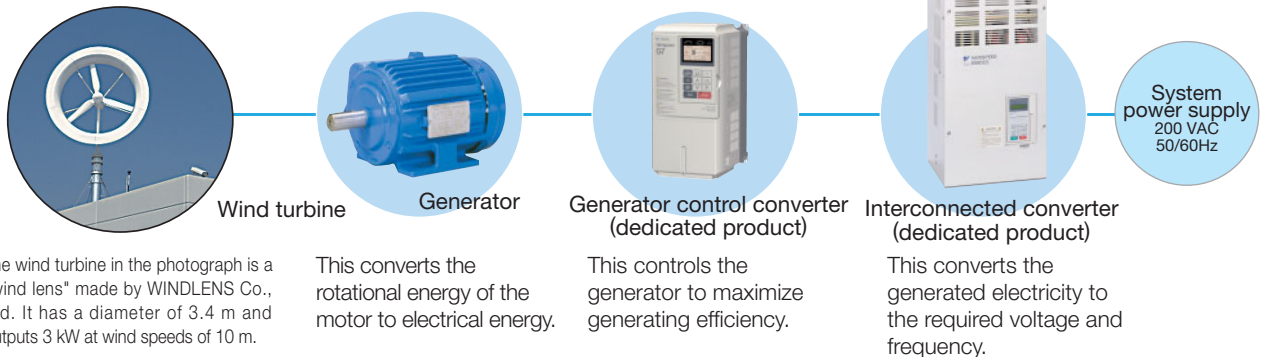 System
power supply
200 VAC
50/60Hz
Wind turbine
Generator
Generator control converter
(dedicated product)
Interconnected converter
(dedicated product)
wind turbine in the photograph is a
wind lens" made by WINDLENS Co.,
It has a diameter of 3.4 m and
3 kW at wind speeds of 10 m.
This converts the
rotational energy of the
motor to electrical energy.
This controls the
generator to maximize
generating efficiency.
This converts the
generated electricity to
the required voltage and
frequency.